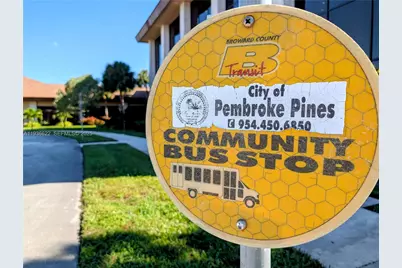 BROWARD COUNTY
B
Transit
City of
Pembroke Pines
954.450.6850
COMMUNITY
BUS STOP